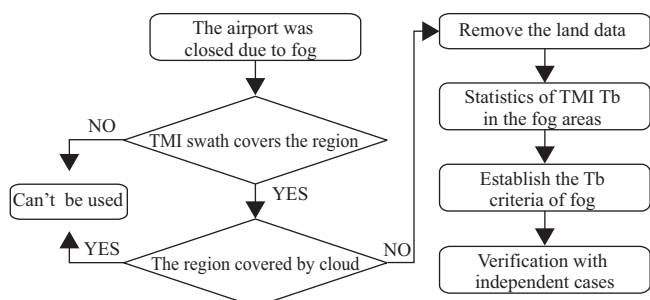 The airport was
closed due to fog
NO
TMI swath covers the region
YES
Can't be used
YES
The region covered by cloud
NO
Remove the land data
Statistics of TMI Tb
in the fog areas
Establish the Tb
criteria of fog
Verification with
independent cases